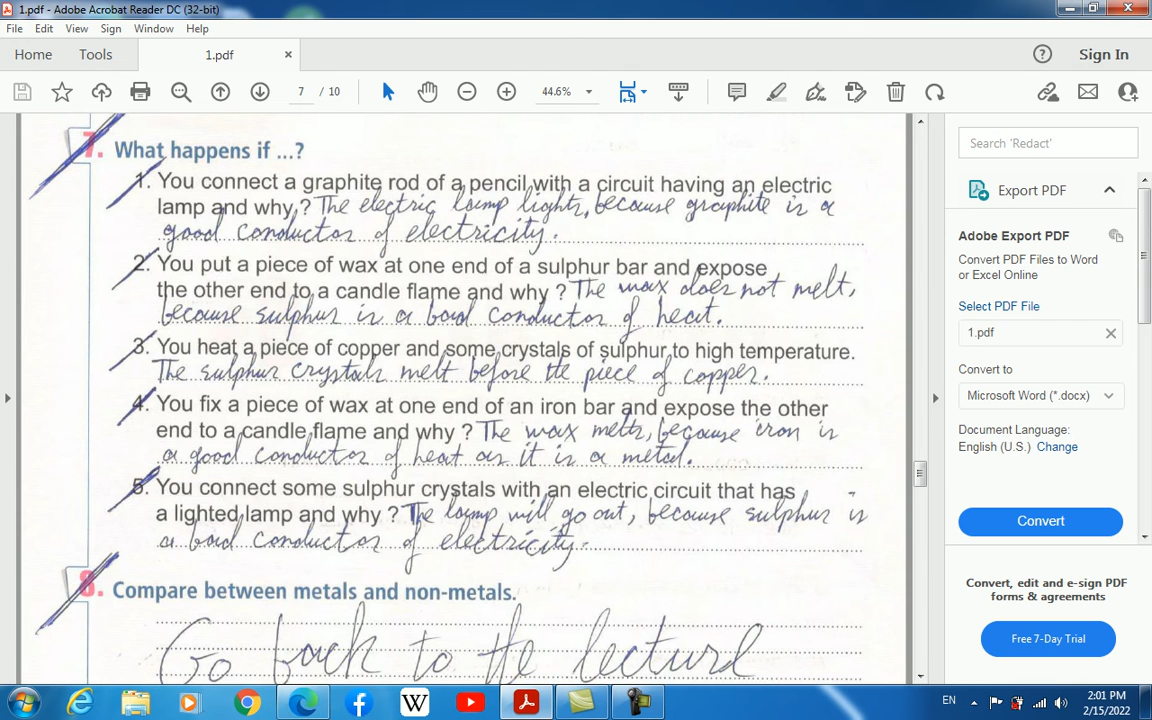 1.pdf - Adobe Acrobat Reader DC (32-bit)
File Edit View Sign Window Help
Home Tools 1.pdf Sign In
7 / 10 44.6%
7. What happens if ...?
1. You connect a graphite rod of a pencil with a circuit having an electric
lamp and why ? The electric lamp lights, because graphite is a
good conductor of electricity.
2. You put a piece of wax at one end of a sulphur bar and expose
the other end to a candle flame and why ? The wax does not melt,
because sulphur is a bad conductor of heat.
3. You heat a piece of copper and some crystals of sulphur to high temperature.
The sulphur crystals melt before the piece of copper.
4. You fix a piece of wax at one end of an iron bar and expose the other
end to a candle flame and why ? The wax melts, because iron is
a good conductor of heat as it is a metal.
5. You connect some sulphur crystals with an electric circuit that has
a lighted lamp and why ? The lamp will go out, because sulphur is
a bad conductor of electricity.
8. Compare between metals and non-metals.
Go back to the lecture
Search 'Redact'
Export PDF
Adobe Export PDF
Convert PDF Files to Word
or Excel Online
Select PDF File
1.pdf
Convert to
Microsoft Word (*.docx)
Document Language:
English (U.S.) Change
Convert
Convert, edit and e-sign PDF
forms & agreements
Free 7-Day Trial
EN
2:01 PM
2/15/2022